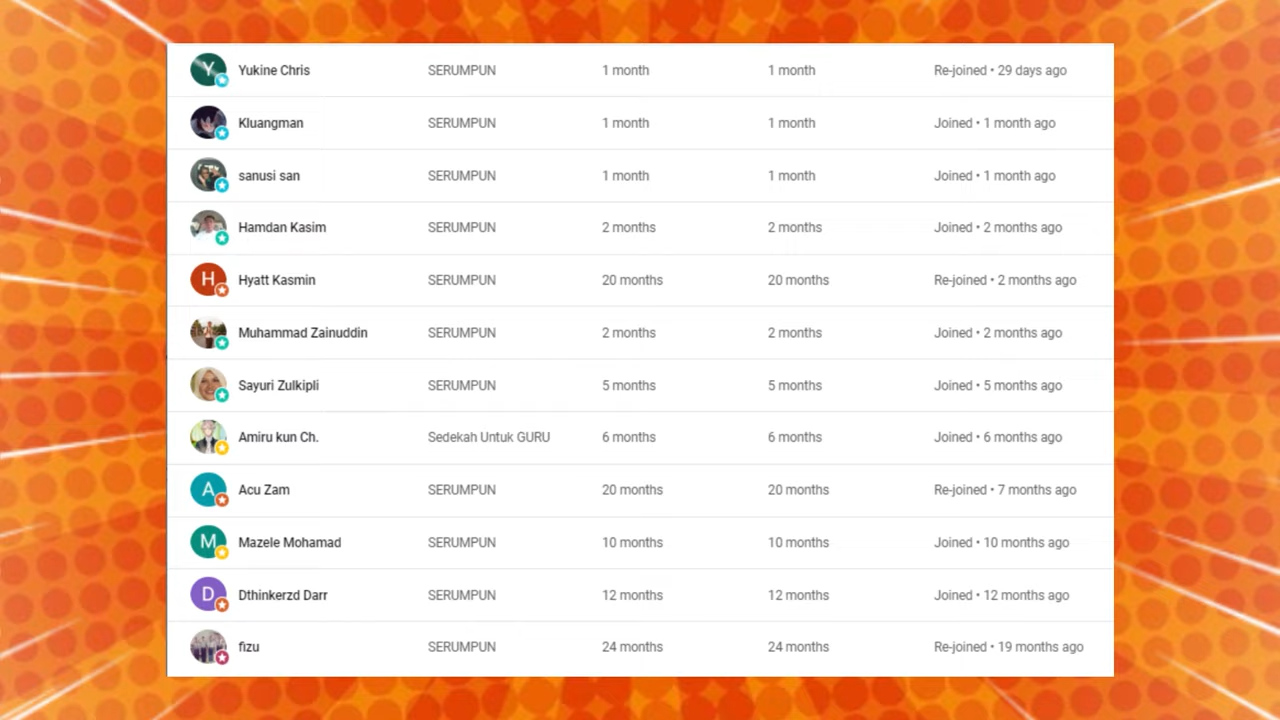 Y Yukine Chris SERUMPUN 1 month 1 month Re-joined • 29 days ago
Kluangman SERUMPUN 1 month 1 month Joined • 1 month ago
sanusi san SERUMPUN 1 month 1 month Joined • 1 month ago
Hamdan Kasim SERUMPUN 2 months 2 months Joined • 2 months ago
H Hyatt Kasmin SERUMPUN 20 months 20 months Re-joined • 2 months ago
Muhammad Zainuddin SERUMPUN 2 months 2 months Joined • 2 months ago
Sayuri Zulkipli SERUMPUN 5 months 5 months Joined • 5 months ago
Amiru kun Ch. Sedekah Untuk GURU 6 months 6 months Joined • 6 months ago
A Acu Zam SERUMPUN 20 months 20 months Re-joined • 7 months ago
M Mazele Mohamad SERUMPUN 10 months 10 months Joined • 10 months ago
D Dthinkerzd Darr SERUMPUN 12 months 12 months Joined • 12 months ago
fizu SERUMPUN 24 months 24 months Re-joined • 19 months ago